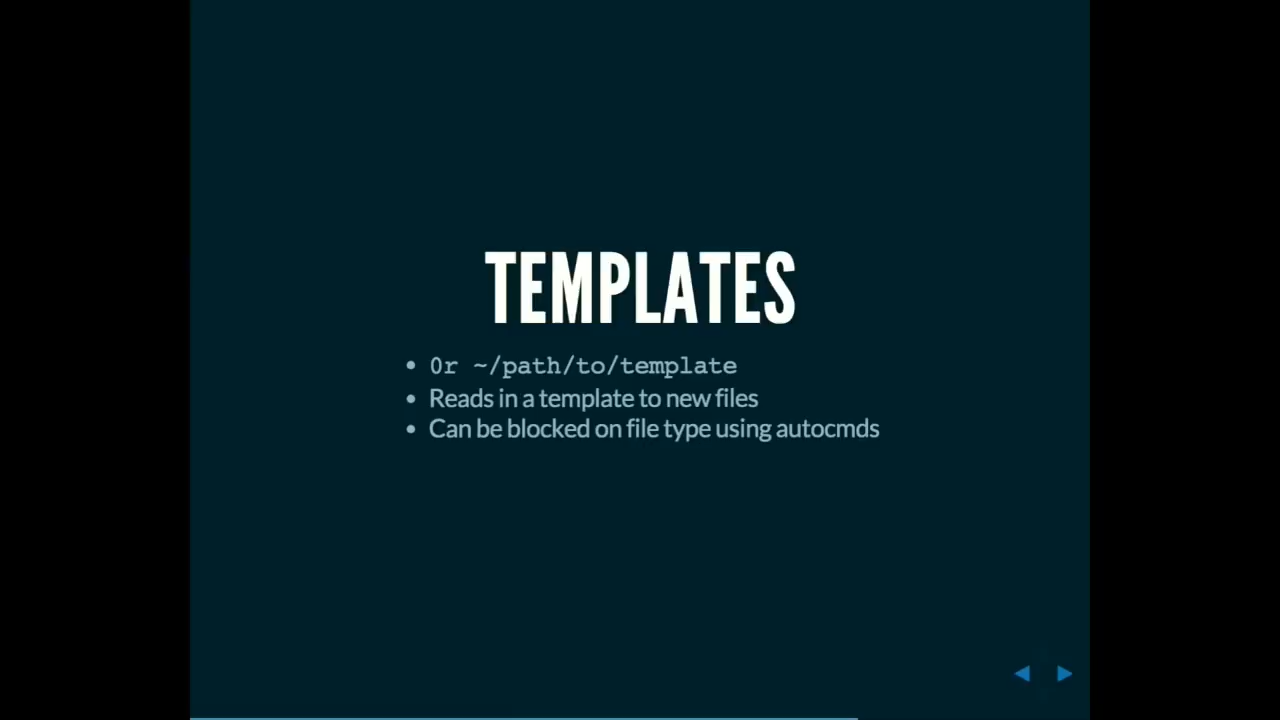 TEMPLATES
0r ~/path/to/template
Reads in a template to new files
Can be blocked on file type using autocmds